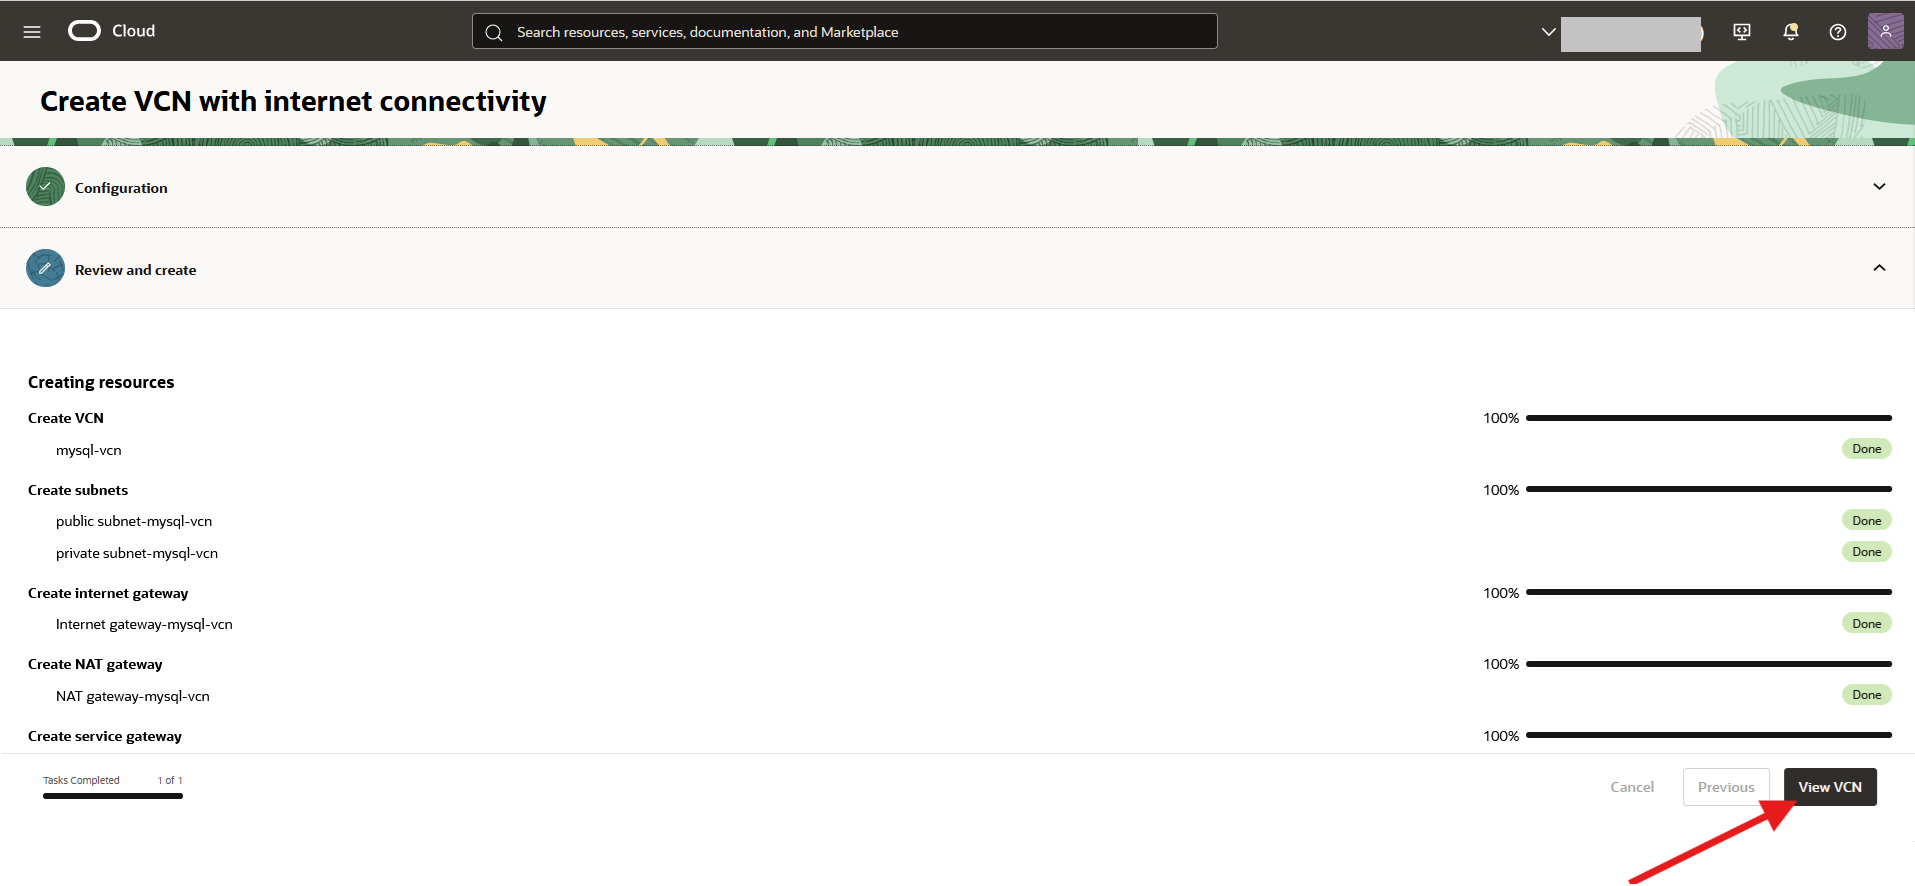 Cloud
Search resources, services, documentation, and Marketplace
Create VCN with internet connectivity
Configuration
Review and create
Creating resources
Create VCN 100%
mysql-vcn Done
Create subnets 100%
public subnet-mysql-vcn Done
private subnet-mysql-vcn Done
Create internet gateway 100%
Internet gateway-mysql-vcn Done
Create NAT gateway 100%
NAT gateway-mysql-vcn Done
Create service gateway 100%
Tasks Completed 1 of 1
Cancel Previous View VCN